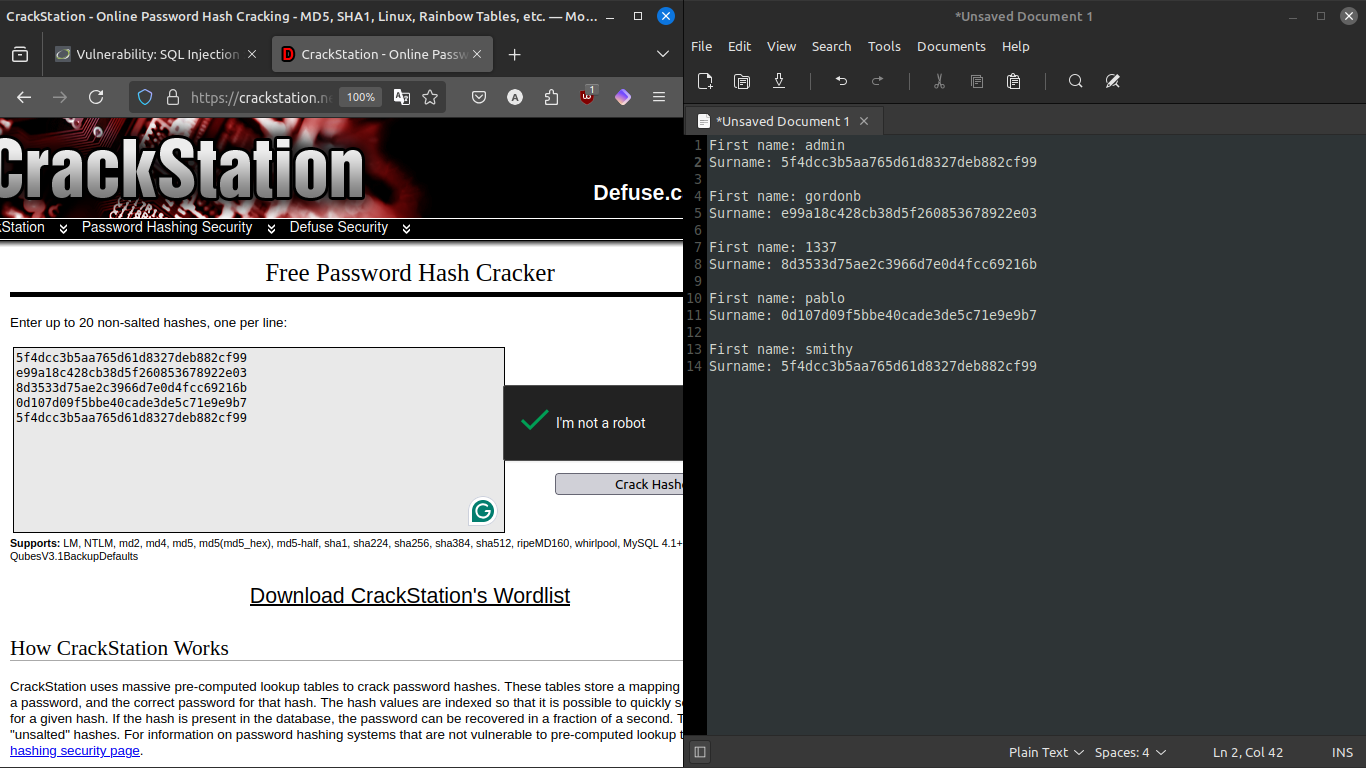 CrackStation - Online Password Hash Cracking - MD5, SHA1, Linux, Rainbow Tables, etc. — Mo...
Vulnerability: SQL Injection
CrackStation - Online Passw
https://crackstation.n
100%
1
CrackStation
Defuse.c
Station
Password Hashing Security
Defuse Security
Free Password Hash Cracker
Enter up to 20 non-salted hashes, one per line:
5f4dcc3b5aa765d61d8327deb882cf99
e99a18c428cb38d5f260853678922e03
8d3533d75ae2c3966d7e0d4fcc69216b
0d107d09f5bbe40cade3de5c71e9e9b7
5f4dcc3b5aa765d61d8327deb882cf99
I'm not a robot
Crack Hashe
Supports: LM, NTLM, md2, md4, md5, md5(md5_hex), md5-half, sha1, sha224, sha256, sha384, sha512, ripeMD160, whirlpool, MySQL 4.1+
QubesV3.1BackupDefaults
Download CrackStation's Wordlist
How CrackStation Works
CrackStation uses massive pre-computed lookup tables to crack password hashes. These tables store a mapping
a password, and the correct password for that hash. The hash values are indexed so that it is possible to quickly s
for a given hash. If the hash is present in the database, the password can be recovered in a fraction of a second. T
"unsalted" hashes. For information on password hashing systems that are not vulnerable to pre-computed lookup t
hashing security page.
*Unsaved Document 1
File Edit View Search Tools Documents Help
*Unsaved Document 1
1 First name: admin
2 Surname: 5f4dcc3b5aa765d61d8327deb882cf99
3
4 First name: gordonb
5 Surname: e99a18c428cb38d5f260853678922e03
6
7 First name: 1337
8 Surname: 8d3533d75ae2c3966d7e0d4fcc69216b
9
10 First name: pablo
11 Surname: 0d107d09f5bbe40cade3de5c71e9e9b7
12
13 First name: smithy
14 Surname: 5f4dcc3b5aa765d61d8327deb882cf99
Plain Text Spaces: 4 Ln 2, Col 42 INS